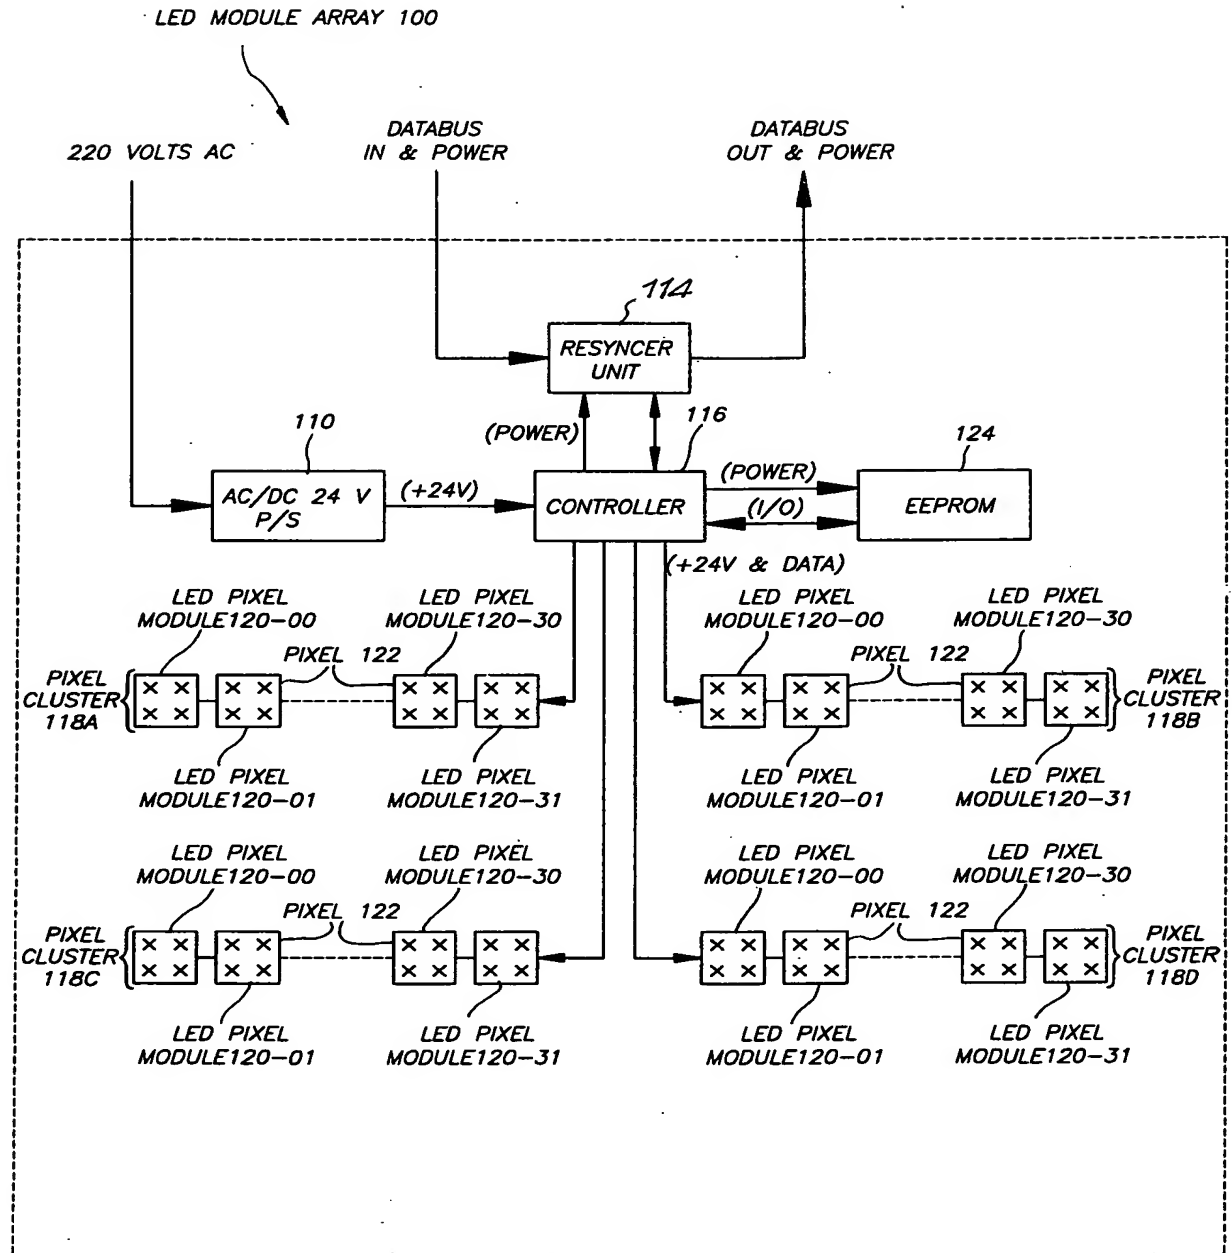 LED MODULE ARRAY 100
220 VOLTS AC
DATABUS
IN & POWER
DATABUS
OUT & POWER
114
RESYNCER
UNIT
110
(POWER)
116
124
AC/DC 24 V
P/S
(+24V)
CONTROLLER
(POWER)
(I/O)
EEPROM
(+24V & DATA)
LED PIXEL
MODULE120-00
LED PIXEL
MODULE120-30
LED PIXEL
MODULE120-00
LED PIXEL
MODULE120-30
PIXEL
CLUSTER
118A
PIXEL 122
PIXEL 122
PIXEL
CLUSTER
118B
LED PIXEL
MODULE120-01
LED PIXEL
MODULE120-31
LED PIXEL
MODULE120-01
LED PIXEL
MODULE120-31
LED PIXEL
MODULE120-00
LED PIXEL
MODULE120-30
LED PIXEL
MODULE120-00
LED PIXEL
MODULE120-30
PIXEL
CLUSTER
118C
PIXEL 122
PIXEL 122
PIXEL
CLUSTER
118D
LED PIXEL
MODULE120-01
LED PIXEL
MODULE120-31
LED PIXEL
MODULE120-01
LED PIXEL
MODULE120-31